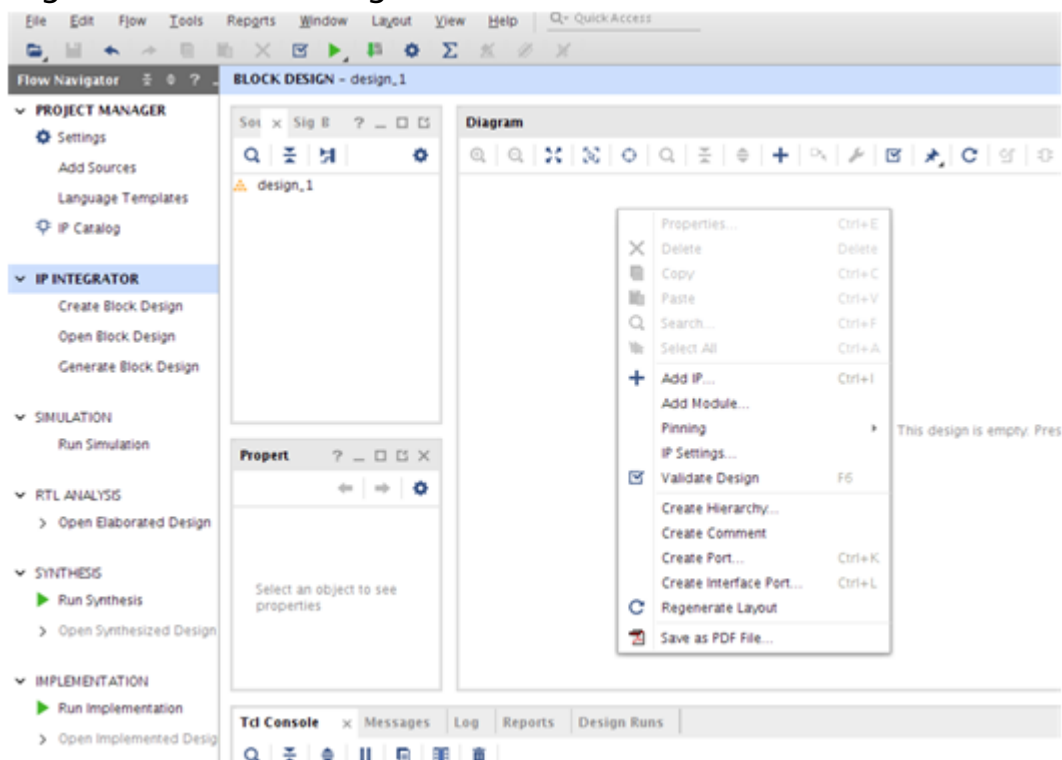 File Edit Flow Tools Reports Window Layout View Help Quick Access
Flow Navigator ?
BLOCK DESIGN - design_1
PROJECT MANAGER
Settings
Add Sources
Language Templates
IP Catalog
IP INTEGRATOR
Create Block Design
Open Block Design
Generate Block Design
SIMULATION
Run Simulation
RTL ANALYSIS
Open Elaborated Design
SYNTHESIS
Run Synthesis
Open Synthesized Design
IMPLEMENTATION
Run Implementation
Open Implemented Desig
Sig ?
design_1
Propert ?
Select an object to see
properties
Diagram
Properties... Ctrl+E
Delete Delete
Copy Ctrl+C
Paste Ctrl+V
Search... Ctrl+F
Select All Ctrl+A
Add IP... Ctrl+I
Add Module...
Pinning
IP Settings...
Validate Design F6
Create Hierarchy...
Create Comment
Create Port... Ctrl+K
Create Interface Port... Ctrl+L
Regenerate Layout
Save as PDF File...
This design is empty. Pres
Tcl Console Messages Log Reports Design Runs